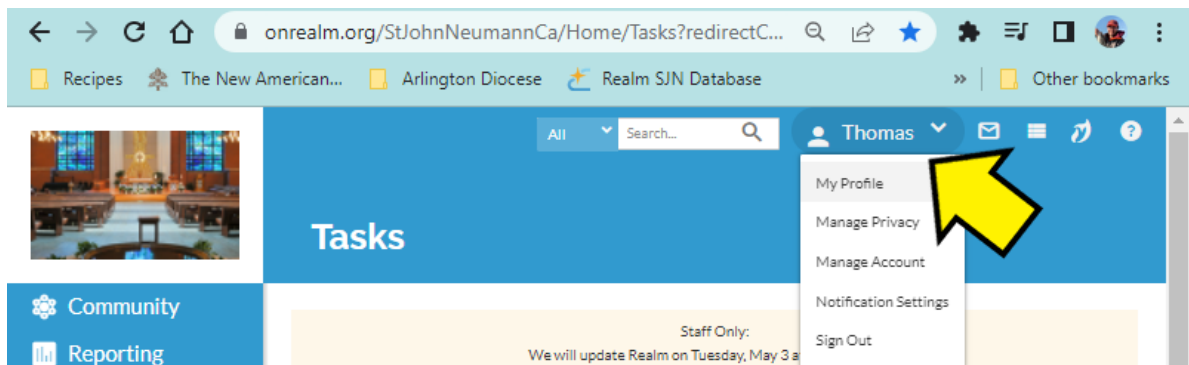 onrealm.org/StJohnNeumannCa/Home/Tasks?redirectC...
Recipes The New American... Arlington Diocese Realm SJN Database » Other bookmarks
All Search... Thomas
My Profile
Manage Privacy
Tasks
Manage Account
Notification Settings
Community
Staff Only:
Sign Out
Reporting
We will update Realm on Tuesday, May 3 a